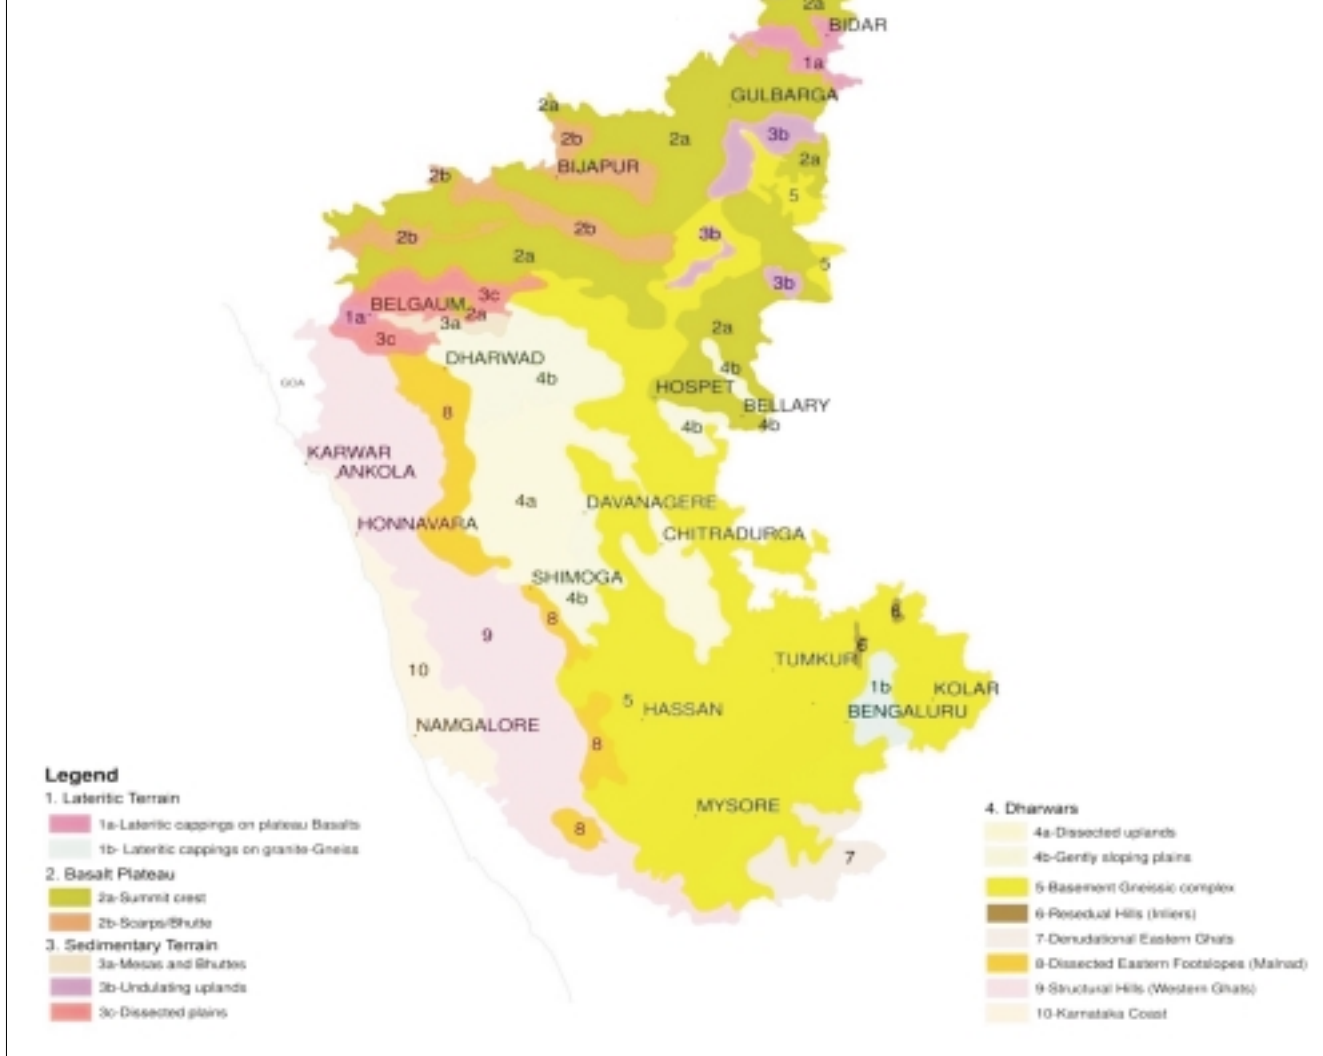 2a
BIDAR
1a
GULBARGA
2a
2b
2a
3b
BIJAPUR
2a
2b
5
2b
2b
3b
2a
5
3b
3c
BELGAUM
1a
2a
3a
2a
3c
DHARWAD
4b
4b
GOA
HOSPET
8
BELLARY
4b
4b
KARWAR
ANKOLA
4a
DAVANAGERE
HONNAVARA
CHITRADURGA
SHIMOGA
4b
8
6
9
6
TUMKUR
10
1b
KOLAR
5
HASSAN
BENGALURU
NAMGALORE
8
MYSORE
8
7
Legend
1. Lateritic Terrain
1a-Lateritic cappings on plateau Basalts
1b- Lateritic cappings on granite-Gneiss
2. Basalt Plateau
2a-Summit crest
2b-Scarps/Bhutte
3. Sedimentary Terrain
3a-Mesas and Bhuttes
3b-Undulating uplands
3c-Dissected plains
4. Dharwars
4a-Dissected uplands
4b-Gently sloping plains
5-Basement Gneissic complex
6-Resedual Hills (Inliers)
7-Denudational Eastern Ghats
8-Dissected Eastern Footslopes (Malnad)
9-Structural Hills (Western Ghats)
10-Karnataka Coast